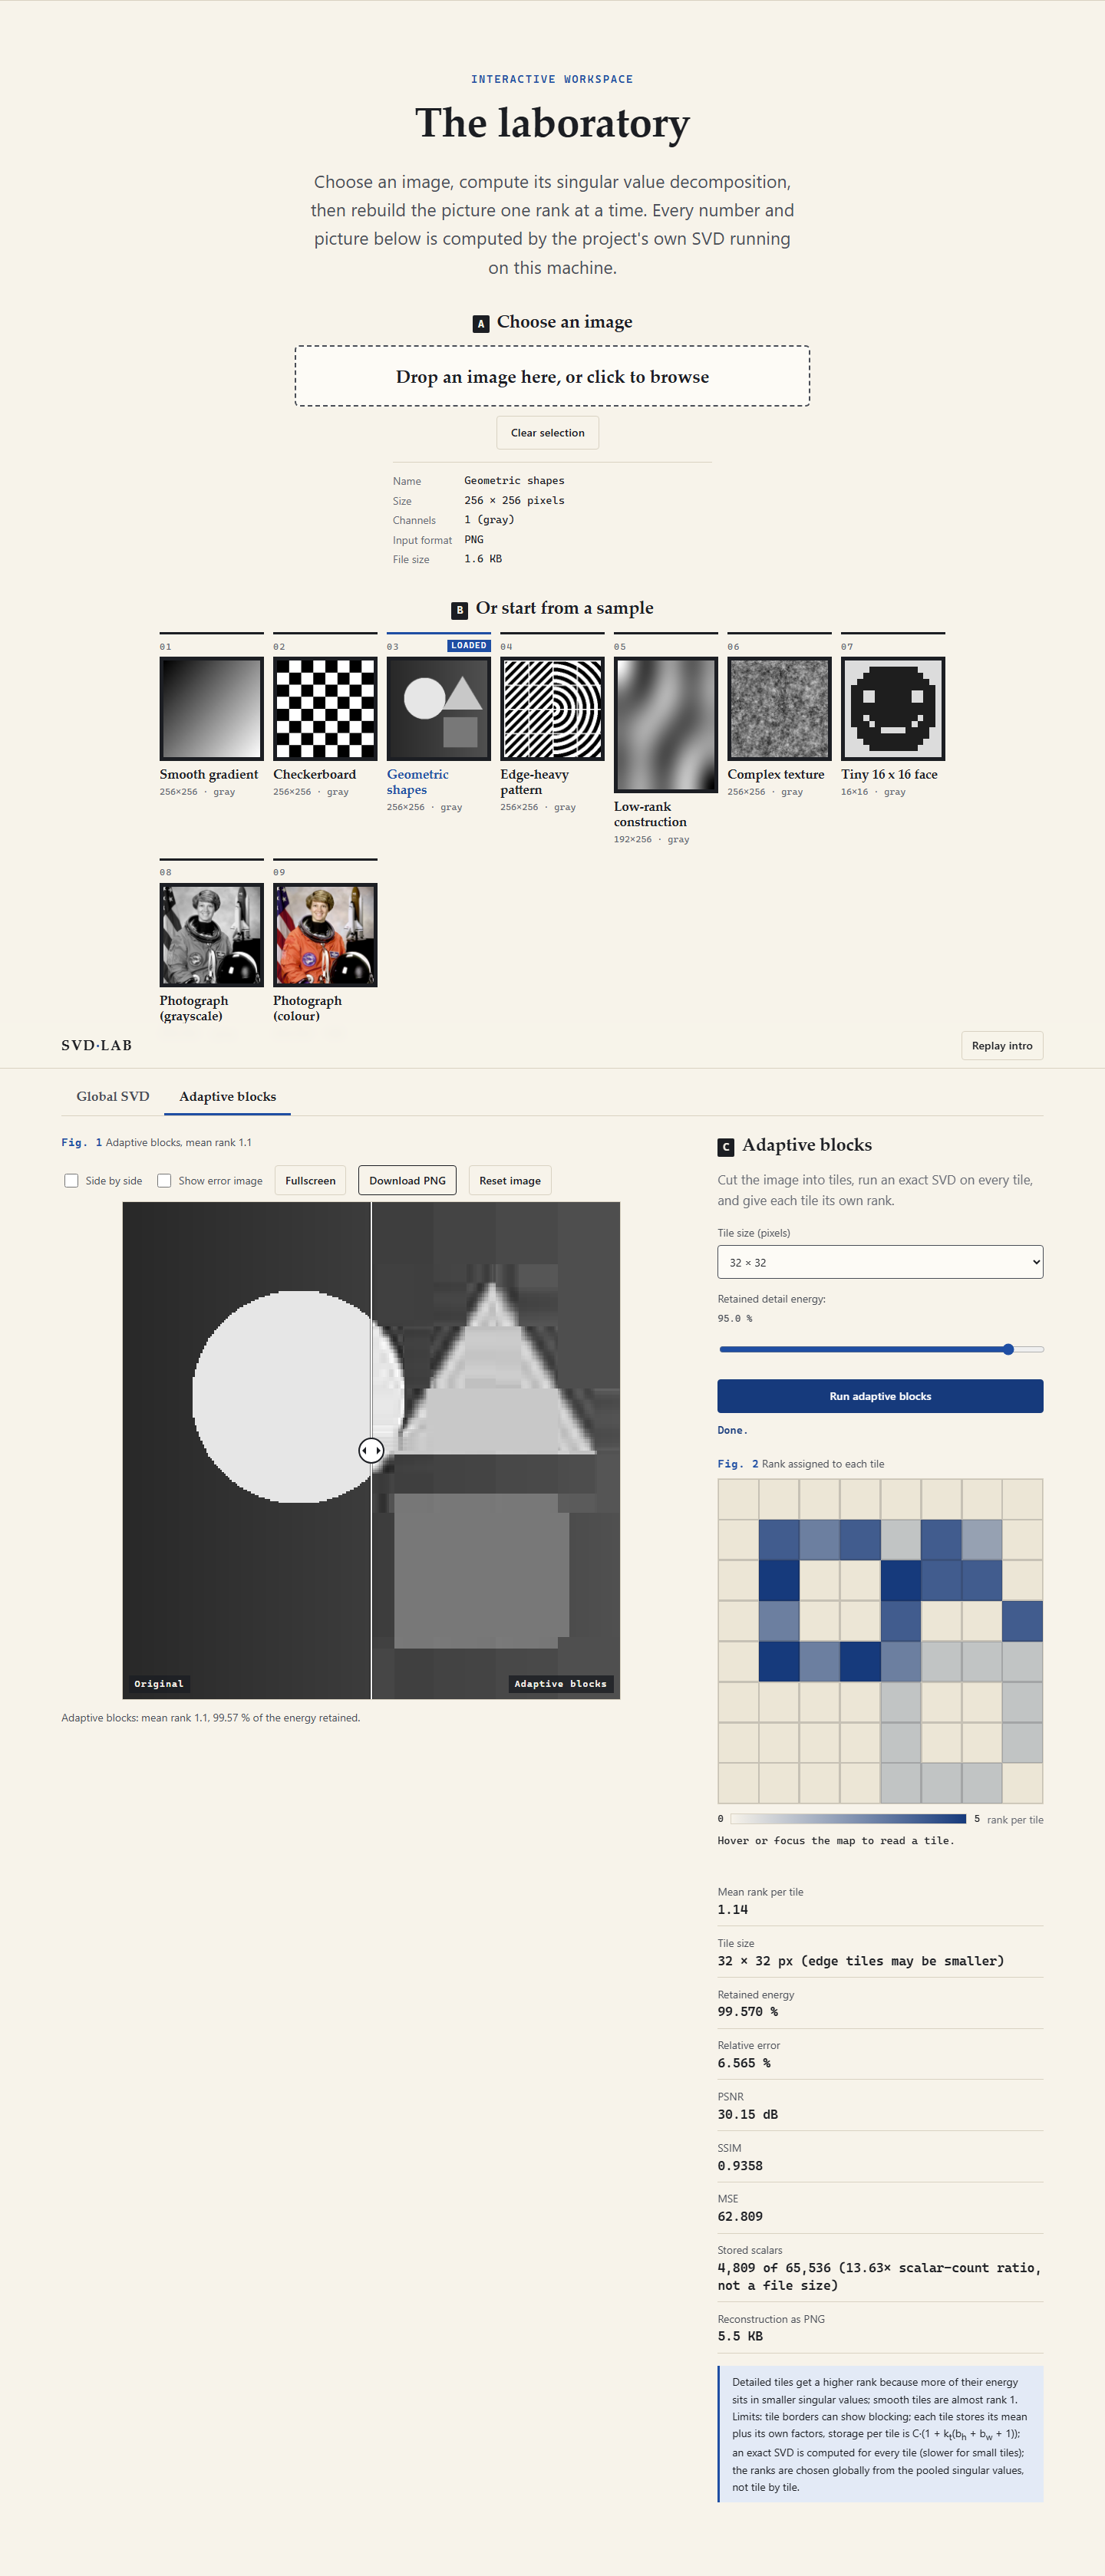 INTERACTIVE WORKSPACE
The laboratory
Choose an image, compute its singular value decomposition,
then rebuild the picture one rank at a time. Every number and
picture below is computed by the project's own SVD running
on this machine.
A Choose an image
Drop an image here, or click to browse
Clear selection
Name Geometric shapes
Size 256 × 256 pixels
Channels 1 (gray)
Input format PNG
File size 1.6 KB
B Or start from a sample
01
Smooth gradient
256×256 · gray
02
Checkerboard
256×256 · gray
03 LOADED
Geometric
shapes
256×256 · gray
04
Edge-heavy
pattern
256×256 · gray
05
Low-rank
construction
192×256 · gray
06
Complex texture
256×256 · gray
07
Tiny 16 x 16 face
16×16 · gray
08
Photograph
(grayscale)
09
Photograph
(colour)
SVD·LAB
Replay intro
Global SVD
Adaptive blocks
Fig. 1 Adaptive blocks, mean rank 1.1
Side by side
Show error image
Fullscreen
Download PNG
Reset image
Original
Adaptive blocks
Adaptive blocks: mean rank 1.1, 99.57 % of the energy retained.
C Adaptive blocks
Cut the image into tiles, run an exact SVD on every tile,
and give each tile its own rank.
Tile size (pixels)
32 × 32
Retained detail energy:
95.0 %
Run adaptive blocks
Done.
Fig. 2 Rank assigned to each tile
0 5 rank per tile
Hover or focus the map to read a tile.
Mean rank per tile
1.14
Tile size
32 × 32 px (edge tiles may be smaller)
Retained energy
99.570 %
Relative error
6.565 %
PSNR
30.15 dB
SSIM
0.9358
MSE
62.809
Stored scalars
4,809 of 65,536 (13.63× scalar-count ratio,
not a file size)
Reconstruction as PNG
5.5 KB
Detailed tiles get a higher rank because more of their energy
sits in smaller singular values; smooth tiles are almost rank 1.
Limits: tile borders can show blocking; each tile stores its mean
plus its own factors, storage per tile is C·(1 + kt(bh + bw + 1));
an exact SVD is computed for every tile (slower for small tiles);
the ranks are chosen globally from the pooled singular values,
not tile by tile.